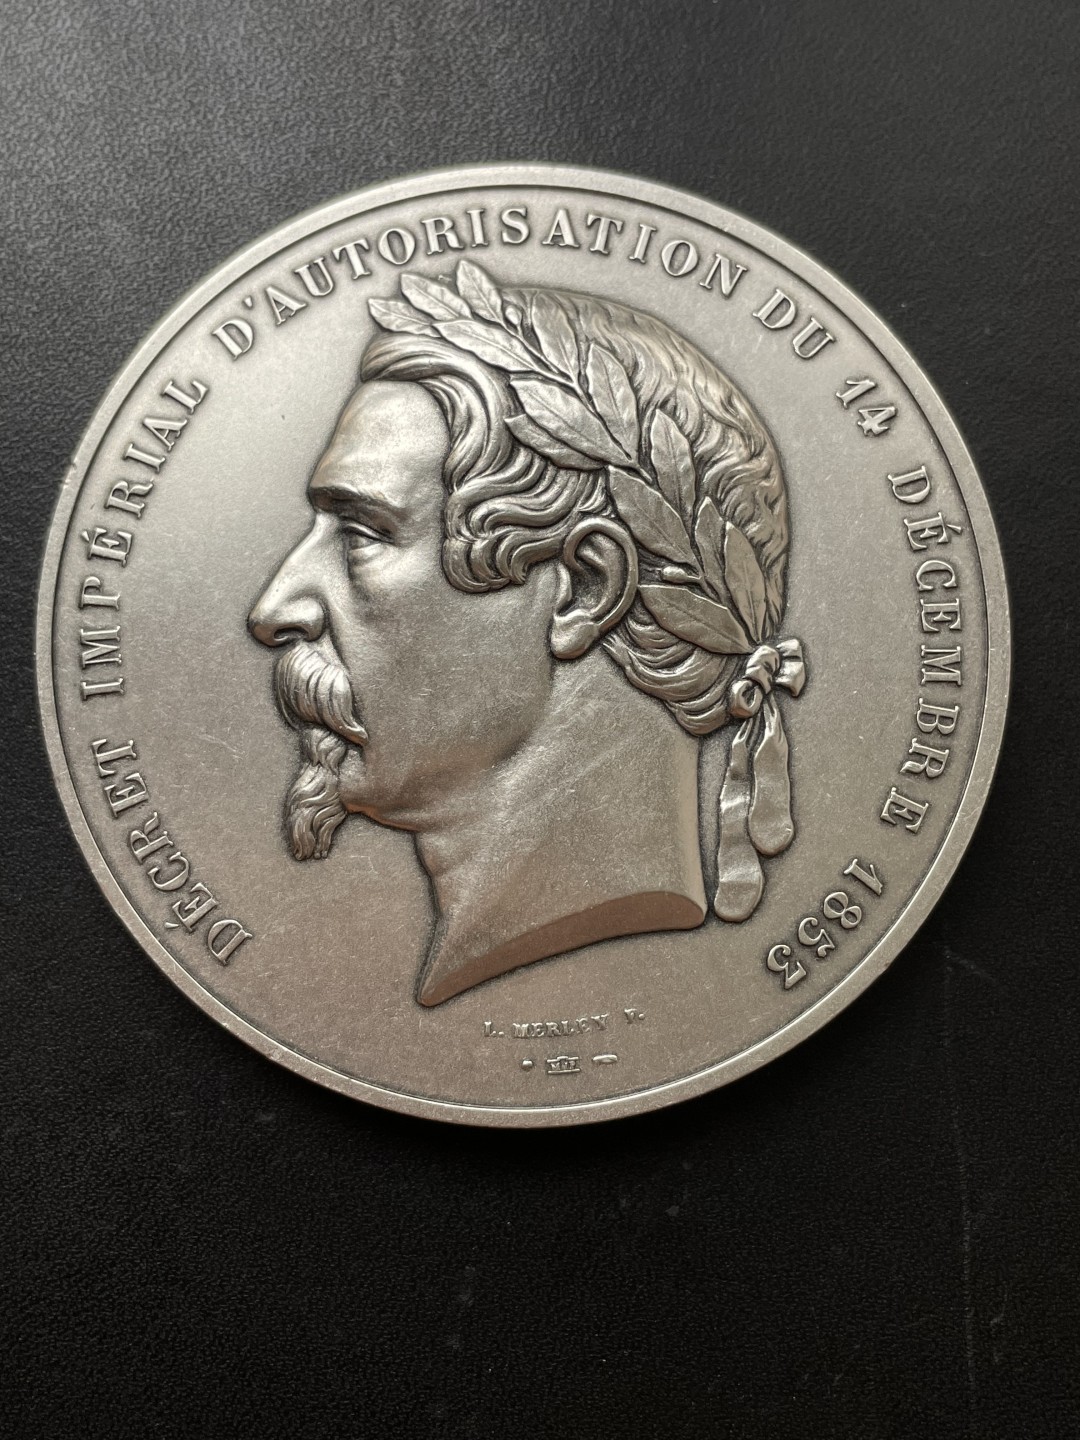 DÉCRET IMPÉRIAL D'AUTORISATION DU 14 DÉCEMBRE 1853
L. MERLEY F.